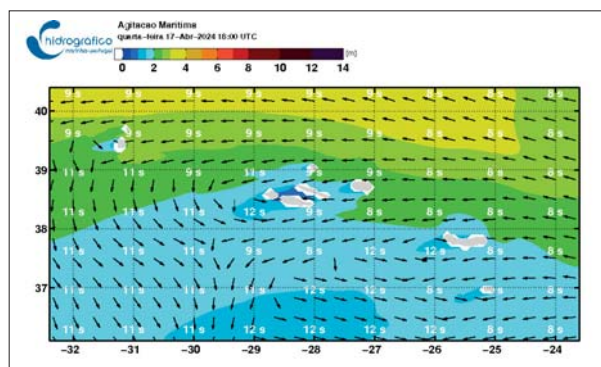 hidrográfico
Agitacao Maritima
quarta-feira 17-Abr-2024 18:00 UTC
0 2 4 6 8 10 12 14 (m)
9 s 9 s 9 s 9 s 9 s 9 s 8 s 8 s
40
9 s 9 s 9 s 9 s 9 s 8 s 8 s 8 s
39
11 s 11 s 9 s 9 s 9 s 8 s 8 s 8 s
11 s 11 s 11 s 12 s 8 s 8 s 8 s 8 s
38
11 s 11 s 11 s 9 s 8 s 12 s 12 s 8 s
37
11 s 11 s 11 s 9 s 8 s 12 s 8 s 8 s
11 s 11 s 11 s 12 s 12 s 12 s 8 s 8 s
-32 -31 -30 -29 -28 -27 -26 -25 -24